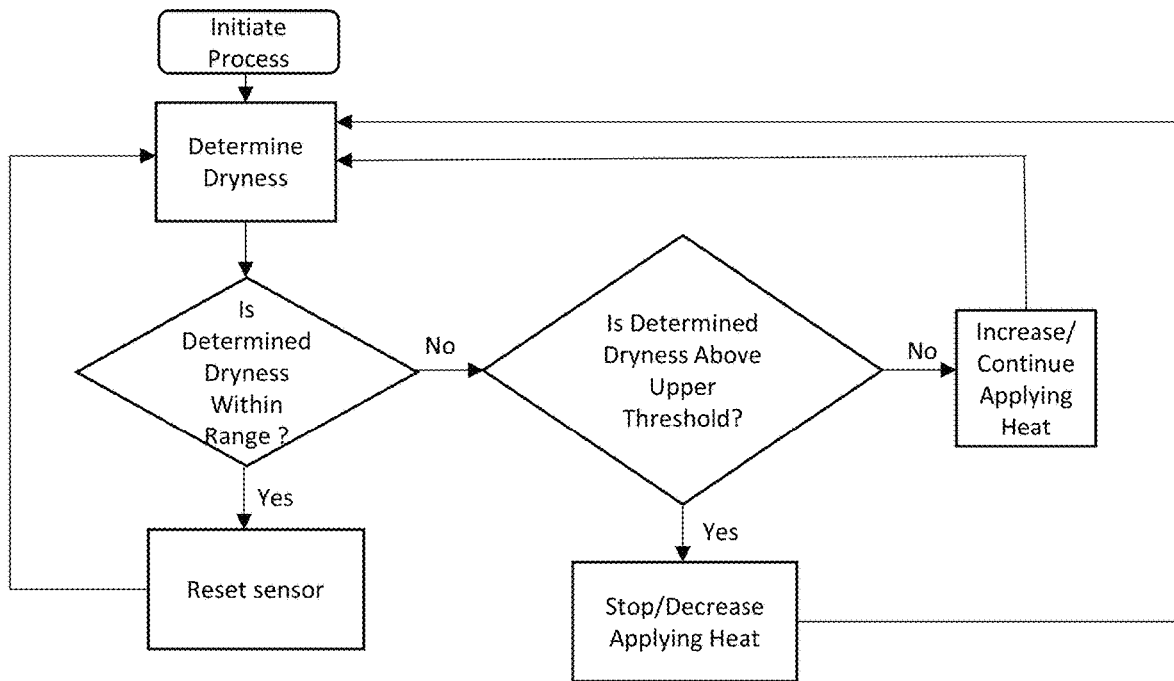 Initiate
Process
Determine
Dryness
Is
Determined
Dryness
Within
Range ?
No
Is Determined
Dryness Above
Upper
Threshold?
No
Increase/
Continue
Applying
Heat
Yes
Reset sensor
Yes
Stop/Decrease
Applying Heat